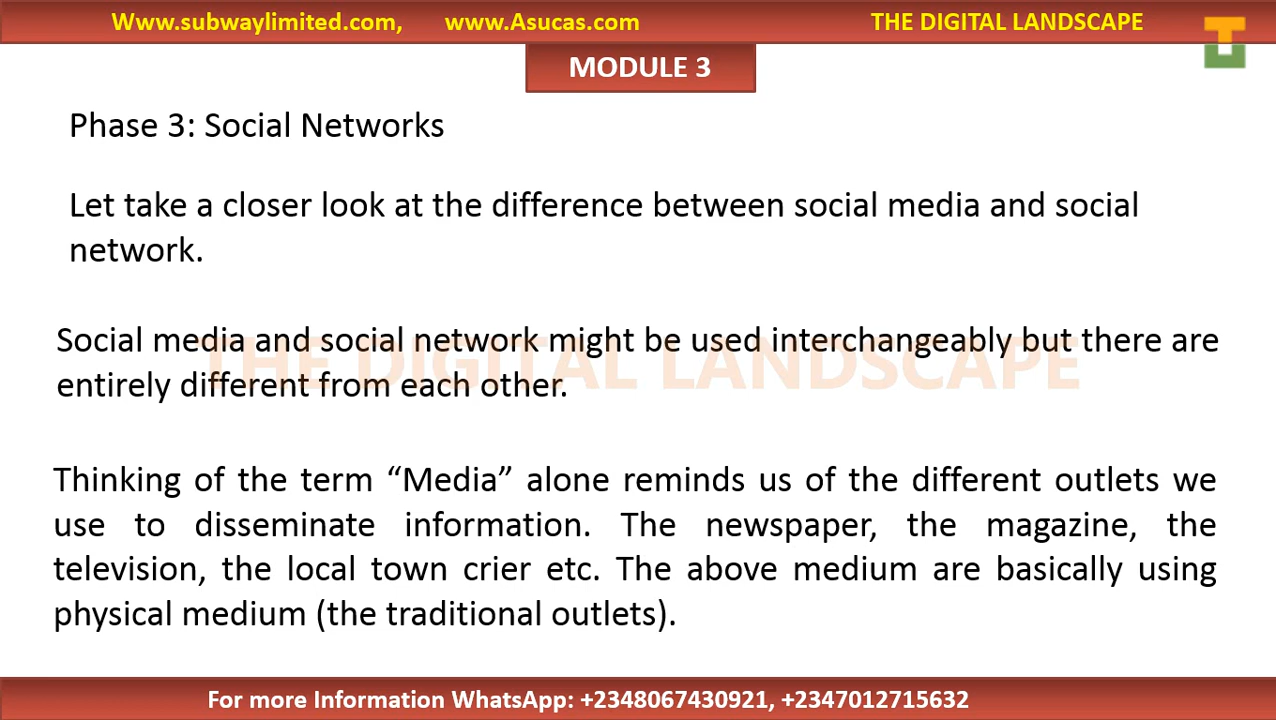 Www.subwaylimited.com, www.Asucas.com THE DIGITAL LANDSCAPE
MODULE 3
Phase 3: Social Networks
Let take a closer look at the difference between social media and social
network.
THE DIGITAL LANDSCAPE
Social media and social network might be used interchangeably but there are
entirely different from each other.
Thinking of the term “Media” alone reminds us of the different outlets we
use to disseminate information. The newspaper, the magazine, the
television, the local town crier etc. The above medium are basically using
physical medium (the traditional outlets).
For more Information WhatsApp: +2348067430921, +2347012715632